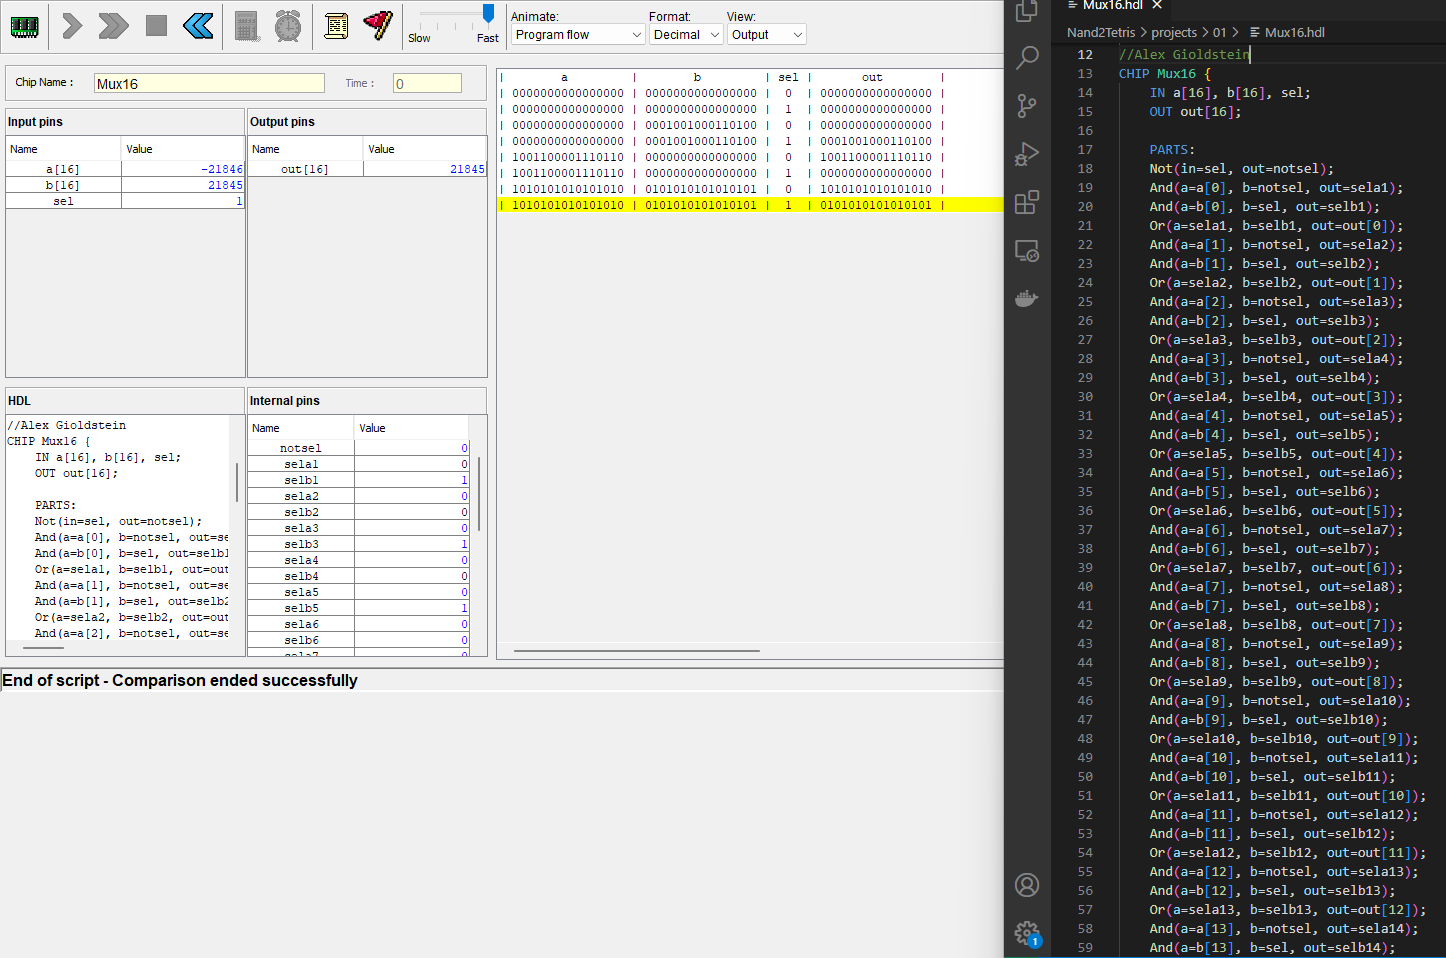 Slow
Fast
Animate:
Program flow
Format:
Decimal
View:
Output
Chip Name :
Mux16
Time :
0
Input pins
Name Value
a[16] -21846
b[16] 21845
sel 1
Output pins
Name Value
out[16] 21845
HDL
//Alex Gioldstein
CHIP Mux16 {
IN a[16], b[16], sel;
OUT out[16];
PARTS:
Not(in=sel, out=notsel);
And(a=a[0], b=notsel, out=se
And(a=b[0], b=sel, out=selb1
Or(a=sela1, b=selb1, out=out
And(a=a[1], b=notsel, out=se
And(a=b[1], b=sel, out=selb2
Or(a=sela2, b=selb2, out=out
And(a=a[2], b=notsel, out=se
Internal pins
Name Value
notsel 0
sela1 0
selb1 1
sela2 0
selb2 0
sela3 0
selb3 1
sela4 0
selb4 0
sela5 0
selb5 1
sela6 0
selb6 0
sela7 0
| a | b | sel | out |
| 0000000000000000 | 0000000000000000 | 0 | 0000000000000000 |
| 0000000000000000 | 0000000000000000 | 1 | 0000000000000000 |
| 0000000000000000 | 0001001000110100 | 0 | 0000000000000000 |
| 0000000000000000 | 0001001000110100 | 1 | 0001001000110100 |
| 1001100001110110 | 0000000000000000 | 0 | 1001100001110110 |
| 1001100001110110 | 0000000000000000 | 1 | 0000000000000000 |
| 1010101010101010 | 0101010101010101 | 0 | 1010101010101010 |
| 1010101010101010 | 0101010101010101 | 1 | 0101010101010101 |
End of script - Comparison ended successfully
Mux16.hdl
Nand2Tetris > projects > 01 > Mux16.hdl
12 //Alex Gioldstein
13 CHIP Mux16 {
14 IN a[16], b[16], sel;
15 OUT out[16];
16
17 PARTS:
18 Not(in=sel, out=notsel);
19 And(a=a[0], b=notsel, out=sela1);
20 And(a=b[0], b=sel, out=selb1);
21 Or(a=sela1, b=selb1, out=out[0]);
22 And(a=a[1], b=notsel, out=sela2);
23 And(a=b[1], b=sel, out=selb2);
24 Or(a=sela2, b=selb2, out=out[1]);
25 And(a=a[2], b=notsel, out=sela3);
26 And(a=b[2], b=sel, out=selb3);
27 Or(a=sela3, b=selb3, out=out[2]);
28 And(a=a[3], b=notsel, out=sela4);
29 And(a=b[3], b=sel, out=selb4);
30 Or(a=sela4, b=selb4, out=out[3]);
31 And(a=a[4], b=notsel, out=sela5);
32 And(a=b[4], b=sel, out=selb5);
33 Or(a=sela5, b=selb5, out=out[4]);
34 And(a=a[5], b=notsel, out=sela6);
35 And(a=b[5], b=sel, out=selb6);
36 Or(a=sela6, b=selb6, out=out[5]);
37 And(a=a[6], b=notsel, out=sela7);
38 And(a=b[6], b=sel, out=selb7);
39 Or(a=sela7, b=selb7, out=out[6]);
40 And(a=a[7], b=notsel, out=sela8);
41 And(a=b[7], b=sel, out=selb8);
42 Or(a=sela8, b=selb8, out=out[7]);
43 And(a=a[8], b=notsel, out=sela9);
44 And(a=b[8], b=sel, out=selb9);
45 Or(a=sela9, b=selb9, out=out[8]);
46 And(a=a[9], b=notsel, out=sela10);
47 And(a=b[9], b=sel, out=selb10);
48 Or(a=sela10, b=selb10, out=out[9]);
49 And(a=a[10], b=notsel, out=sela11);
50 And(a=b[10], b=sel, out=selb11);
51 Or(a=sela11, b=selb11, out=out[10]);
52 And(a=a[11], b=notsel, out=sela12);
53 And(a=b[11], b=sel, out=selb12);
54 Or(a=sela12, b=selb12, out=out[11]);
55 And(a=a[12], b=notsel, out=sela13);
56 And(a=b[12], b=sel, out=selb13);
57 Or(a=sela13, b=selb13, out=out[12]);
58 And(a=a[13], b=notsel, out=sela14);
59 And(a=b[13], b=sel, out=selb14);
1